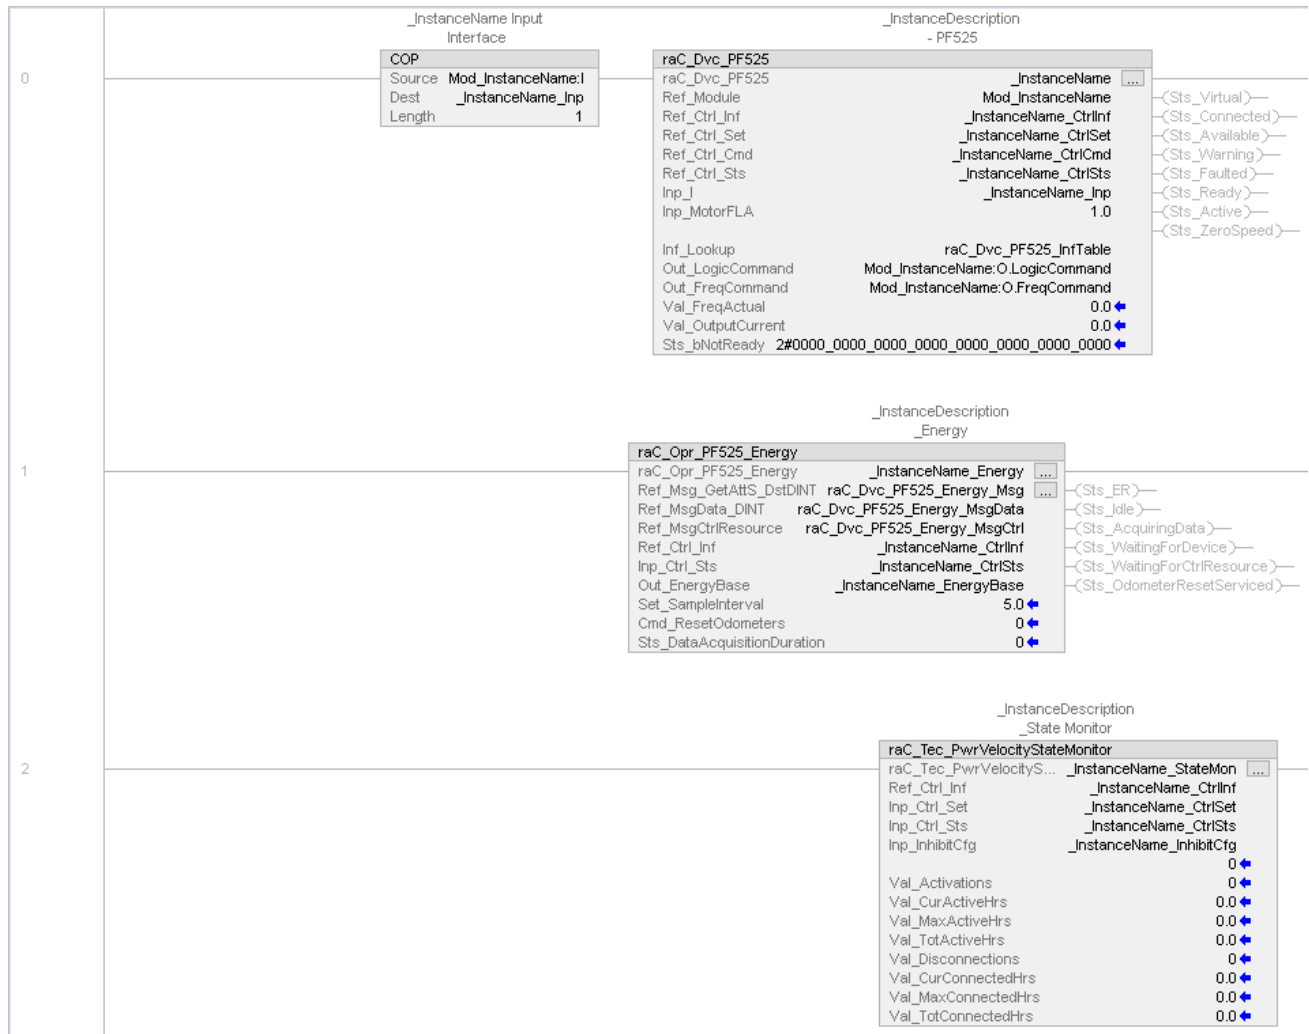 _InstanceName Input
Interface
_InstanceDescription
- PF525
0
COP
Source Mod_InstanceName:I
Dest _InstanceName_Inp
Length 1
raC_Dvc_PF525
raC_Dvc_PF525 _InstanceName ...
Ref_Module Mod_InstanceName (Sts_Virtual)
Ref_Ctrl_Inf _InstanceName_CtrlInf (Sts_Connected)
Ref_Ctrl_Set _InstanceName_CtrlSet (Sts_Available)
Ref_Ctrl_Cmd _InstanceName_CtrlCmd (Sts_Warning)
Ref_Ctrl_Sts _InstanceName_CtrlSts (Sts_Faulted)
Inp_I _InstanceName_Inp (Sts_Ready)
Inp_MotorFLA 1.0 (Sts_Active)
(Sts_ZeroSpeed)
Inf_Lookup raC_Dvc_PF525_InfTable
Out_LogicCommand Mod_InstanceName:O.LogicCommand
Out_FreqCommand Mod_InstanceName:O.FreqCommand
Val_FreqActual 0.0
Val_OutputCurrent 0.0
Sts_bNotReady 2#0000_0000_0000_0000_0000_0000_0000_0000
_InstanceDescription
_Energy
1
raC_Opr_PF525_Energy
raC_Opr_PF525_Energy _InstanceName_Energy ...
Ref_Msg_GetAttS_DstDINT raC_Dvc_PF525_Energy_Msg ... (Sts_ER)
Ref_MsgData_DINT raC_Dvc_PF525_Energy_MsgData (Sts_Idle)
Ref_MsgCtrlResource raC_Dvc_PF525_Energy_MsgCtrl (Sts_AcquiringData)
Ref_Ctrl_Inf _InstanceName_CtrlInf (Sts_WaitingForDevice)
Inp_Ctrl_Sts _InstanceName_CtrlSts (Sts_WaitingForCtrlResource)
Out_EnergyBase _InstanceName_EnergyBase (Sts_OdometerResetServiced)
Set_SampleInterval 5.0
Cmd_ResetOdometers 0
Sts_DataAcquisitionDuration 0
_InstanceDescription
_State Monitor
2
raC_Tec_PwrVelocityStateMonitor
raC_Tec_PwrVelocityS... _InstanceName_StateMon ...
Ref_Ctrl_Inf _InstanceName_CtrlInf
Inp_Ctrl_Set _InstanceName_CtrlSet
Inp_Ctrl_Sts _InstanceName_CtrlSts
Inp_InhibitCfg _InstanceName_InhibitCfg
0
Val_Activations 0
Val_CurActiveHrs 0.0
Val_MaxActiveHrs 0.0
Val_TotActiveHrs 0.0
Val_Disconnections 0
Val_CurConnectedHrs 0.0
Val_MaxConnectedHrs 0.0
Val_TotConnectedHrs 0.0